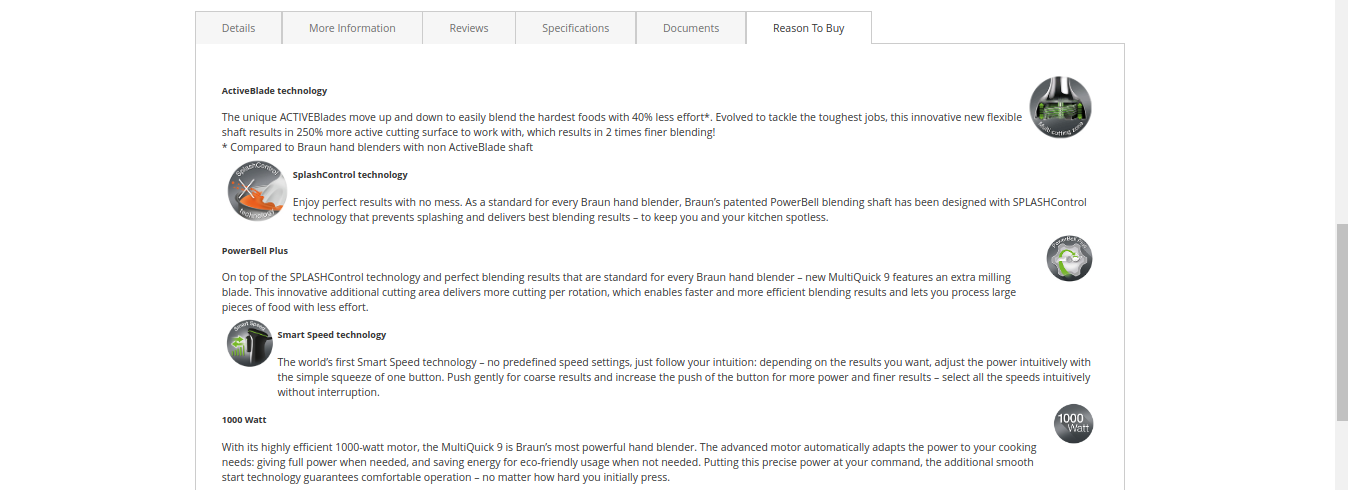 Details More Information Reviews Specifications Documents Reason To Buy
ActiveBlade technology
The unique ACTIVEBlades move up and down to easily blend the hardest foods with 40% less effort*. Evolved to tackle the toughest jobs, this innovative new flexible
shaft results in 250% more active cutting surface to work with, which results in 2 times finer blending!
* Compared to Braun hand blenders with non ActiveBlade shaft
Multi cutting zone
SplashControl
technology
SplashControl technology
Enjoy perfect results with no mess. As a standard for every Braun hand blender, Braun's patented PowerBell blending shaft has been designed with SPLASHControl
technology that prevents splashing and delivers best blending results – to keep you and your kitchen spotless.
PowerBell Plus
PowerBell Plus
On top of the SPLASHControl technology and perfect blending results that are standard for every Braun hand blender – new MultiQuick 9 features an extra milling
blade. This innovative additional cutting area delivers more cutting per rotation, which enables faster and more efficient blending results and lets you process large
pieces of food with less effort.
Smart Speed
Smart Speed technology
The world's first Smart Speed technology – no predefined speed settings, just follow your intuition: depending on the results you want, adjust the power intuitively with
the simple squeeze of one button. Push gently for coarse results and increase the push of the button for more power and finer results – select all the speeds intuitively
without interruption.
1000 Watt
1000
Watt
With its highly efficient 1000-watt motor, the MultiQuick 9 is Braun's most powerful hand blender. The advanced motor automatically adapts the power to your cooking
needs: giving full power when needed, and saving energy for eco-friendly usage when not needed. Putting this precise power at your command, the additional smooth
start technology guarantees comfortable operation – no matter how hard you initially press.